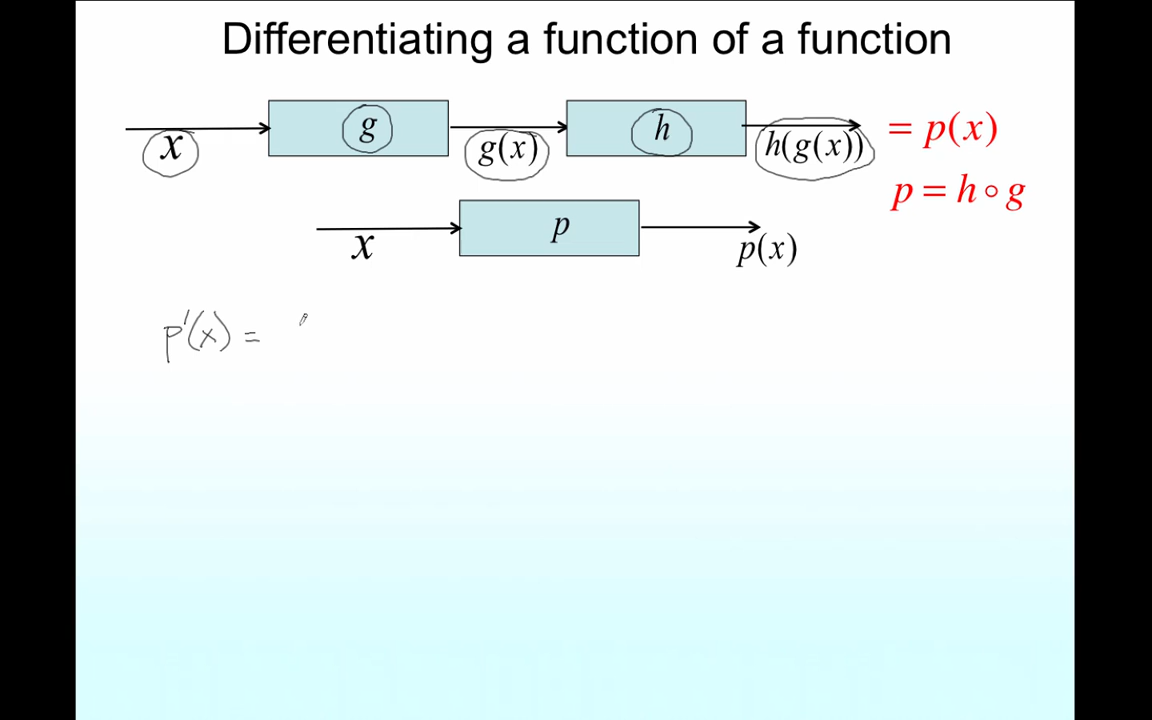 Differentiating a function of a function
x g g(x) h h(g(x)) = p(x)
p = h ∘ g
x p p(x)
p'(x) =